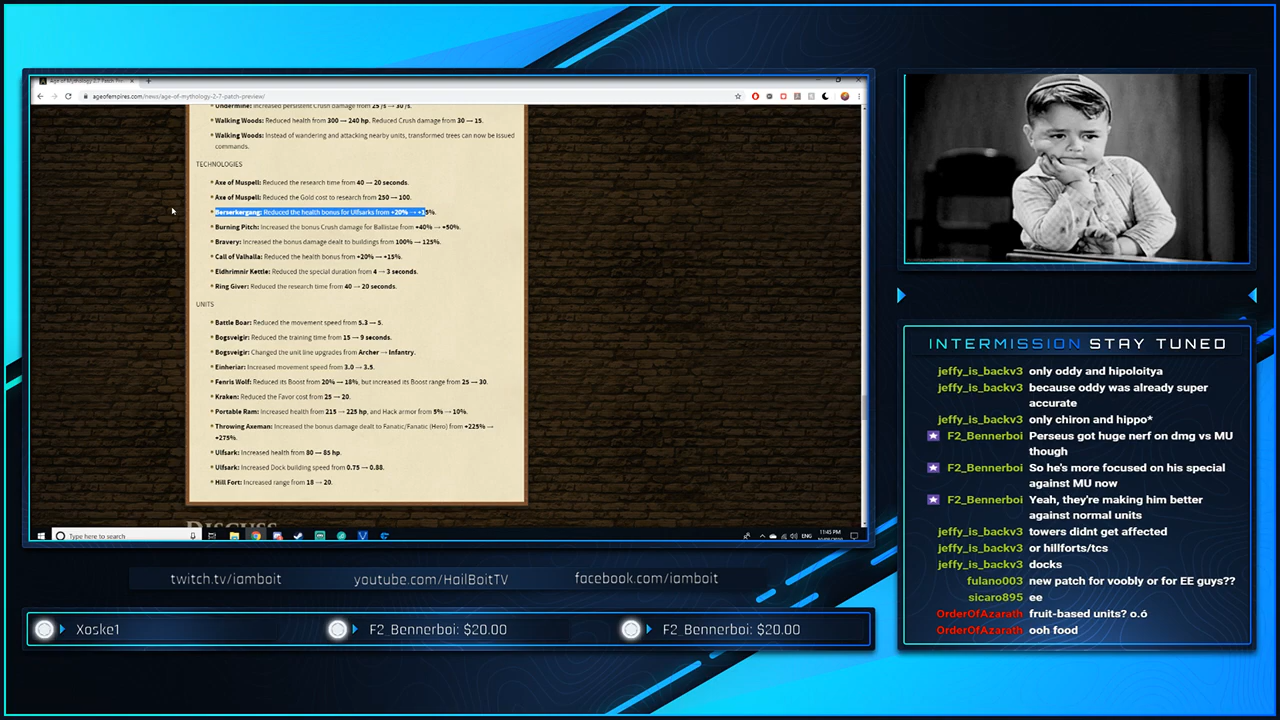 Age of Mythology 2.7 Patch Pre
ageofempires.com/news/age-of-mythology-2-7-patch-preview/
Undermine: Increased persistent Crush damage from 25 /s → 30 /s.
Walking Woods: Reduced health from 300 → 240 hp. Reduced Crush damage from 30 → 15.
Walking Woods: Instead of wandering and attacking nearby units, transformed trees can now be issued
commands.
TECHNOLOGIES
Axe of Muspell: Reduced the research time from 40 → 20 seconds.
Axe of Muspell: Reduced the Gold cost to research from 250 → 100.
Berserkergang: Reduced the health bonus for Ulfsarks from +20% → +15%.
Burning Pitch: Increased the bonus Crush damage for Ballistae from +40% → +50%.
Bravery: Increased the bonus damage dealt to buildings from 100% → 125%.
Call of Valhalla: Reduced the health bonus from +20% → +15%.
Eldhrimnir Kettle: Reduced the special duration from 4 → 3 seconds.
Ring Giver: Reduced the research time from 40 → 20 seconds.
UNITS
Battle Boar: Reduced the movement speed from 5.3 → 5.
Bogsveigir: Reduced the training time from 15 → 9 seconds.
Bogsveigir: Changed the unit line upgrades from Archer → Infantry.
Einheriar: Increased movement speed from 3.0 → 3.5.
Fenris Wolf: Reduced its Boost from 20% → 18%, but increased its Boost range from 25 → 30.
Kraken: Reduced the Favor cost from 25 → 20.
Portable Ram: Increased health from 215 → 225 hp, and Hack armor from 5% → 10%.
Throwing Axeman: Increased the bonus damage dealt to Fanatic/Fanatic (Hero) from +225% →
+275%.
Ulfsark: Increased health from 80 → 85 hp.
Ulfsark: Increased Dock building speed from 0.75 → 0.88.
Hill Fort: Increased range from 18 → 20.
DISCUSS
Type here to search
ENG
11:45 PM
twitch.tv/iambait
youtube.com/HailBaitTV
facebook.com/iambait
Xaske1
F2_Bennerboi: $20.00
F2_Bennerboi: $20.00
INTERMISSION STAY TUNED
jeffy_is_backv3 only oddy and hipoloitya
jeffy_is_backv3 because oddy was already super
accurate
jeffy_is_backv3 only chiron and hippo*
F2_Bennerboi Perseus got huge nerf on dmg vs MU
though
F2_Bennerboi So he's more focused on his special
against MU now
F2_Bennerboi Yeah, they're making him better
against normal units
jeffy_is_backv3 towers didnt get affected
jeffy_is_backv3 or hillforts/tcs
jeffy_is_backv3 docks
fulano003 new patch for voobly or for EE guys??
sicaro895 ee
OrderOfAzarath fruit-based units? o.ó
OrderOfAzarath ooh food